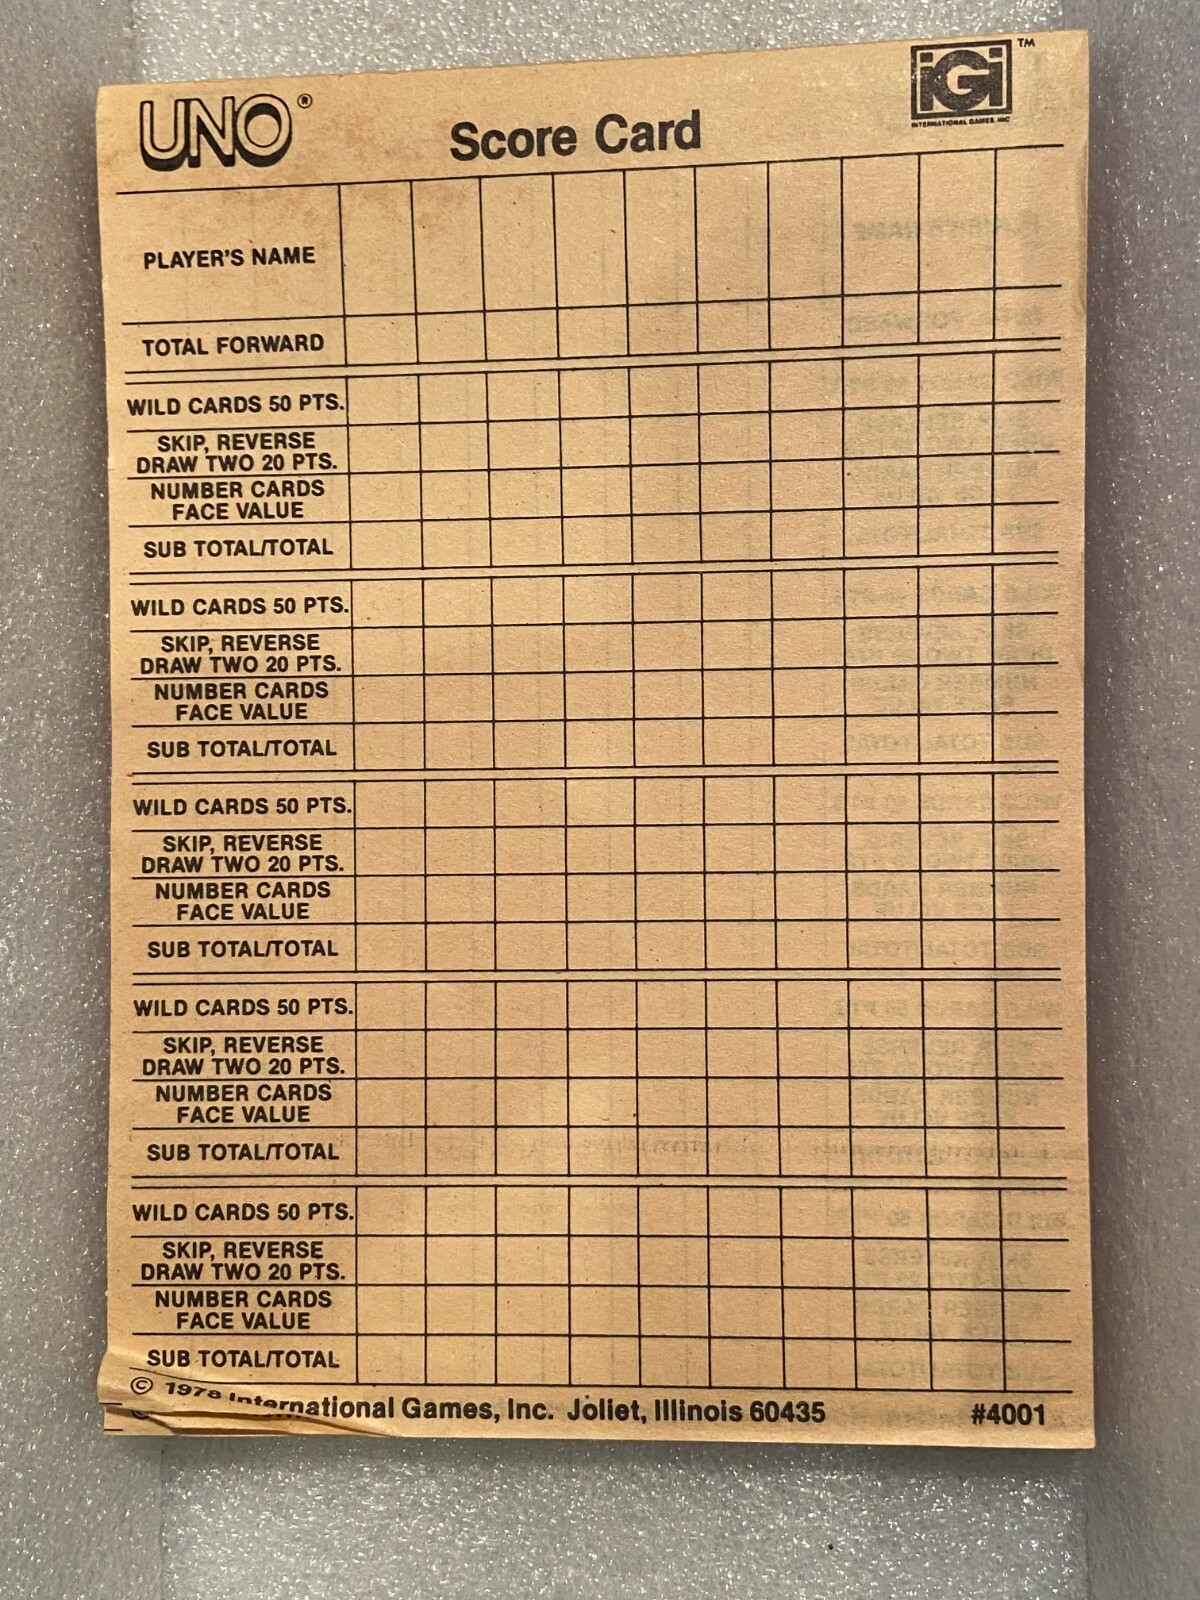 UNO®
Score Card
iGi™
INTERNATIONAL GAMES, INC
PLAYER'S NAME
TOTAL FORWARD
WILD CARDS 50 PTS.
SKIP, REVERSE
DRAW TWO 20 PTS.
NUMBER CARDS
FACE VALUE
SUB TOTAL/TOTAL
WILD CARDS 50 PTS.
SKIP, REVERSE
DRAW TWO 20 PTS.
NUMBER CARDS
FACE VALUE
SUB TOTAL/TOTAL
WILD CARDS 50 PTS.
SKIP, REVERSE
DRAW TWO 20 PTS.
NUMBER CARDS
FACE VALUE
SUB TOTAL/TOTAL
WILD CARDS 50 PTS.
SKIP, REVERSE
DRAW TWO 20 PTS.
NUMBER CARDS
FACE VALUE
SUB TOTAL/TOTAL
WILD CARDS 50 PTS.
SKIP, REVERSE
DRAW TWO 20 PTS.
NUMBER CARDS
FACE VALUE
SUB TOTAL/TOTAL
© 1978 International Games, Inc. Joliet, Illinois 60435 #4001